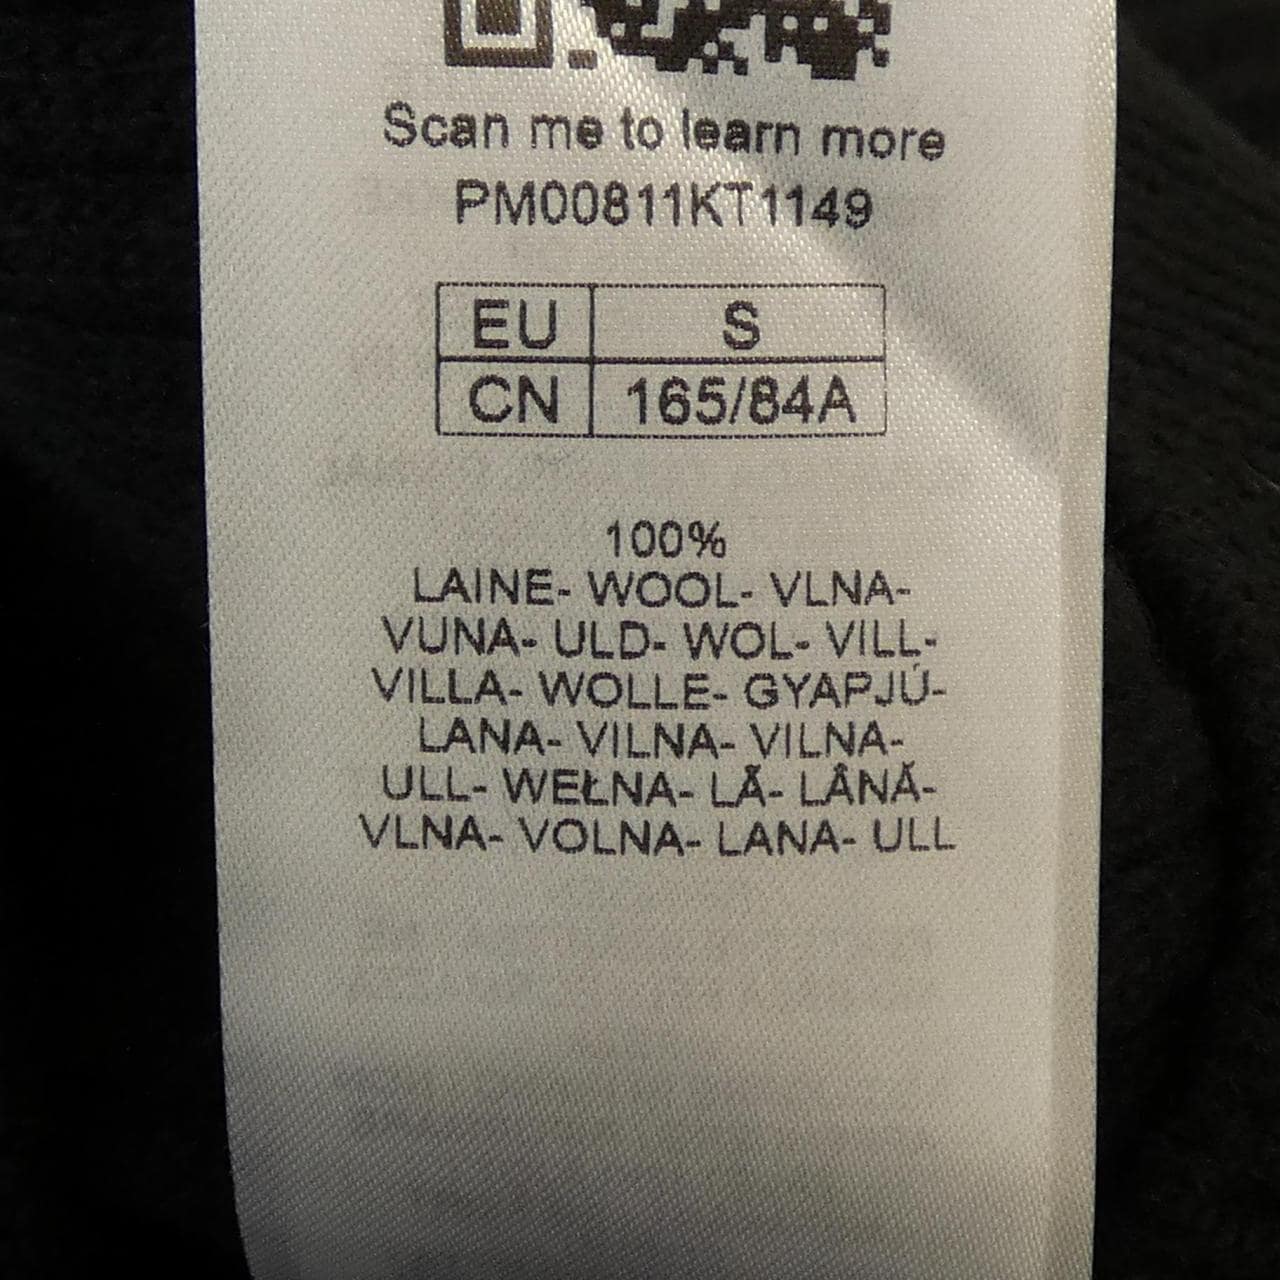 Scan me to learn more
PM00811KT1149
EU S
CN 165/84A
100%
LAINE- WOOL- VLNA-
VUNA- ULD- WOL- VILL-
VILLA- WOLLE- GYAPJÚ-
LANA- VILNA- VILNA-
ULL- WEŁNA- LÃ- LÂNĂ-
VLNA- VOLNA- LANA- ULL